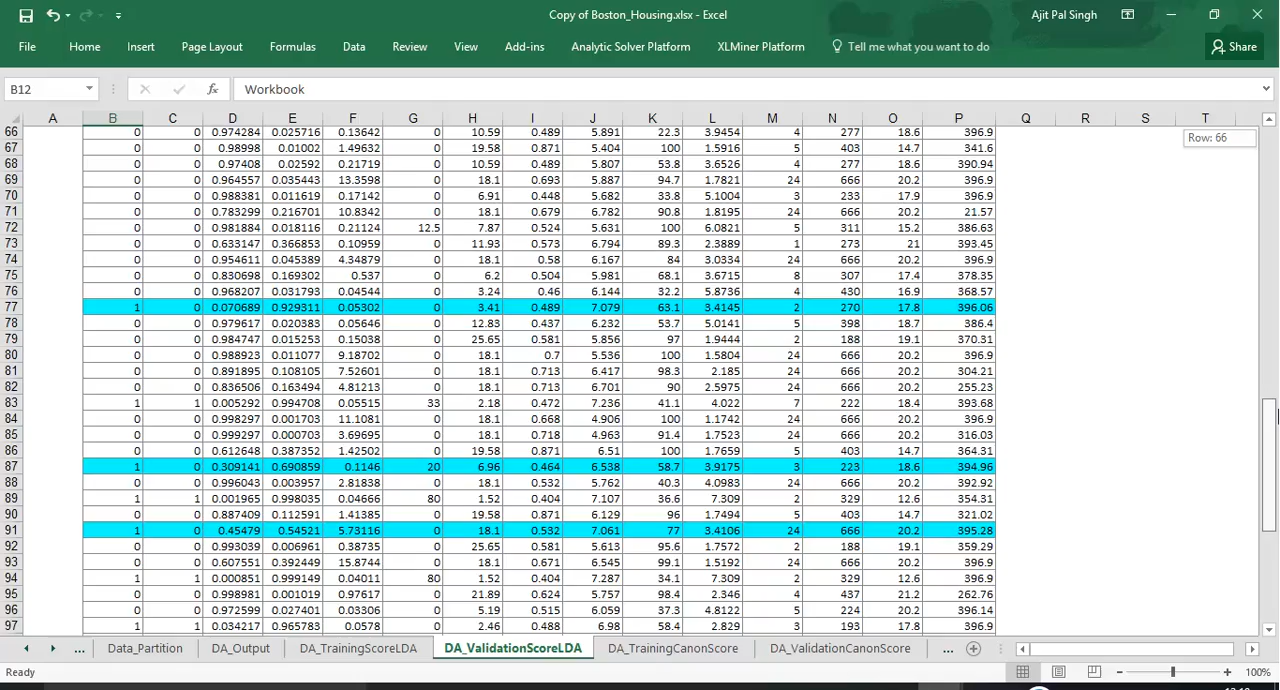 Copy of Boston_Housing.xlsx - Excel
Ajit Pal Singh
File Home Insert Page Layout Formulas Data Review View Add-ins Analytic Solver Platform XLMiner Platform Tell me what you want to do Share
B12 fx Workbook
A B C D E F G H I J K L M N O P Q R S T
66 0 0 0.974284 0.025716 0.13642 0 10.59 0.489 5.891 22.3 3.9454 4 277 18.6 396.9
Row: 66
67 0 0 0.98998 0.01002 1.49632 0 19.58 0.871 5.404 100 1.5916 5 403 14.7 341.6
68 0 0 0.97408 0.02592 0.21719 0 10.59 0.489 5.807 53.8 3.6526 4 277 18.6 390.94
69 0 0 0.964557 0.035443 13.3598 0 18.1 0.693 5.887 94.7 1.7821 24 666 20.2 396.9
70 0 0 0.988381 0.011619 0.17142 0 6.91 0.448 5.682 33.8 5.1004 3 233 17.9 396.9
71 0 0 0.783299 0.216701 10.8342 0 18.1 0.679 6.782 90.8 1.8195 24 666 20.2 21.57
72 0 0 0.981884 0.018116 0.21124 12.5 7.87 0.524 5.631 100 6.0821 5 311 15.2 386.63
73 0 0 0.633147 0.366853 0.10959 0 11.93 0.573 6.794 89.3 2.3889 1 273 21 393.45
74 0 0 0.954611 0.045389 4.34879 0 18.1 0.58 6.167 84 3.0334 24 666 20.2 396.9
75 0 0 0.830698 0.169302 0.537 0 6.2 0.504 5.981 68.1 3.6715 8 307 17.4 378.35
76 0 0 0.968207 0.031793 0.04544 0 3.24 0.46 6.144 32.2 5.8736 4 430 16.9 368.57
77 1 0 0.070689 0.929311 0.05302 0 3.41 0.489 7.079 63.1 3.4145 2 270 17.8 396.06
78 0 0 0.979617 0.020383 0.05646 0 12.83 0.437 6.232 53.7 5.0141 5 398 18.7 386.4
79 0 0 0.984747 0.015253 0.15038 0 25.65 0.581 5.856 97 1.9444 2 188 19.1 370.31
80 0 0 0.988923 0.011077 9.18702 0 18.1 0.7 5.536 100 1.5804 24 666 20.2 396.9
81 0 0 0.891895 0.108105 7.52601 0 18.1 0.713 6.417 98.3 2.185 24 666 20.2 304.21
82 0 0 0.836506 0.163494 4.81213 0 18.1 0.713 6.701 90 2.5975 24 666 20.2 255.23
83 1 1 0.005292 0.994708 0.05515 33 2.18 0.472 7.236 41.1 4.022 7 222 18.4 393.68
84 0 0 0.998297 0.001703 11.1081 0 18.1 0.668 4.906 100 1.1742 24 666 20.2 396.9
85 0 0 0.999297 0.000703 3.69695 0 18.1 0.718 4.963 91.4 1.7523 24 666 20.2 316.03
86 0 0 0.612648 0.387352 1.42502 0 19.58 0.871 6.51 100 1.7659 5 403 14.7 364.31
87 1 0 0.309141 0.690859 0.1146 20 6.96 0.464 6.538 58.7 3.9175 3 223 18.6 394.96
88 0 0 0.996043 0.003957 2.81838 0 18.1 0.532 5.762 40.3 4.0983 24 666 20.2 392.92
89 1 1 0.001965 0.998035 0.04666 80 1.52 0.404 7.107 36.6 7.309 2 329 12.6 354.31
90 0 0 0.887409 0.112591 1.41385 0 19.58 0.871 6.129 96 1.7494 5 403 14.7 321.02
91 1 0 0.45479 0.54521 5.73116 0 18.1 0.532 7.061 77 3.4106 24 666 20.2 395.28
92 0 0 0.993039 0.006961 0.38735 0 25.65 0.581 5.613 95.6 1.7572 2 188 19.1 359.29
93 0 0 0.607551 0.392449 15.8744 0 18.1 0.671 6.545 99.1 1.5192 24 666 20.2 396.9
94 1 1 0.000851 0.999149 0.04011 80 1.52 0.404 7.287 34.1 7.309 2 329 12.6 396.9
95 0 0 0.998981 0.001019 0.97617 0 21.89 0.624 5.757 98.4 2.346 4 437 21.2 262.76
96 0 0 0.972599 0.027401 0.03306 0 5.19 0.515 6.059 37.3 4.8122 5 224 20.2 396.14
97 1 1 0.034217 0.965783 0.0578 0 2.46 0.488 6.98 58.4 2.829 3 193 17.8 396.9
... Data_Partition DA_Output DA_TrainingScoreLDA DA_ValidationScoreLDA DA_TrainingCanonScore DA_ValidationCanonScore ...
Ready 100%